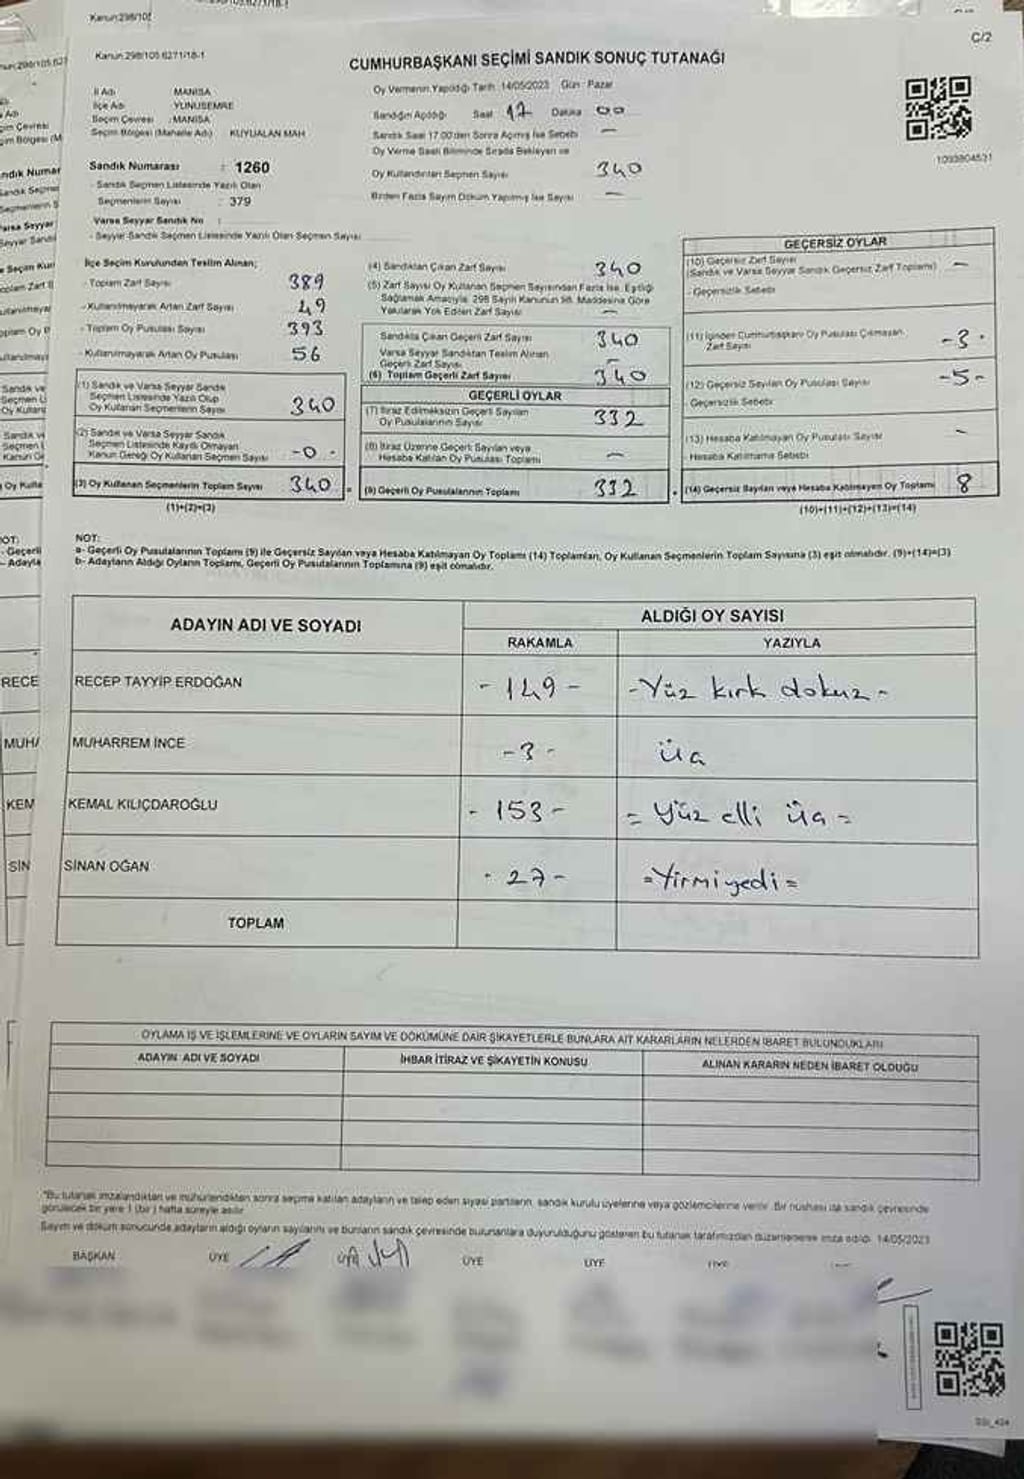 Kanun:298/105
Kanun:298/105 6271/18-1
C/2
CUMHURBAŞKANI SEÇİMİ SANDIK SONUÇ TUTANAĞI
İl Adı MANİSA
İlçe Adı YUNUSEMRE
Seçim Çevresi :MANİSA
Seçim Bölgesi (Mahalle Adı) KUYUALAN MAH
Sandık Numarası : 1260
- Sandık Seçmen Listesinde Yazılı Olan
Seçmenlerin Sayısı : 379
Varsa Seyyar Sandık No :
- Seyyar Sandık Seçmen Listesinde Yazılı Olan Seçmen Sayısı
Oy Vermenin Yapıldığı Tarih :14/05/2023 Gün : Pazar
Sandığın Açıldığı Saat 17 Dakika 00
Sandık Saat 17.00'den Sonra Açılmış İse Sebebi —
Oy Verme Saati Bitiminde Sırada Bekleyen ve
Oy Kullandırılan Seçmen Sayısı 340
Birden Fazla Sayım Döküm Yapılmış İse Sayısı —
1093804531
İlçe Seçim Kurulundan Teslim Alınan;
- Toplam Zarf Sayısı 389
- Kullanılmayarak Artan Zarf Sayısı 49
- Toplam Oy Pusulası Sayısı 393
- Kullanılmayarak Artan Oy Pusulası 56
(1) Sandık ve Varsa Seyyar Sandık
Seçmen Listesinde Yazılı Olup
Oy Kullanan Seçmenlerin Sayısı 340
(2) Sandık ve Varsa Seyyar Sandık
Seçmen Listesinde Kayıtlı Olmayan
Kanun Gereği Oy Kullanan Seçmen Sayısı -0-
(3) Oy Kullanan Seçmenlerin Toplam Sayısı 340
(1)+(2)=(3)
(4) Sandıktan Çıkan Zarf Sayısı 340
(5) Zarf Sayısı Oy Kullanan Seçmen Sayısından Fazla İse, Eşitliği
Sağlamak Amacıyla, 298 Sayılı Kanunun 98. Maddesine Göre
Yakılarak Yok Edilen Zarf Sayısı —
Sandıkta Çıkan Geçerli Zarf Sayısı 340
Varsa Seyyar Sandıktan Teslim Alınan
Geçerli Zarf Sayısı —
(6) Toplam Geçerli Zarf Sayısı 340
GEÇERLİ OYLAR
(7) İtiraz Edilmeksizin Geçerli Sayılan
Oy Pusulalarının Sayısı 332
(8) İtiraz Üzerine Geçerli Sayılan veya
Hesaba Katılan Oy Pusulası Toplamı —
(9) Geçerli Oy Pusulalarının Toplamı 332
GEÇERSİZ OYLAR
(10) Geçersiz Zarf Sayısı
(Sandık ve Varsa Seyyar Sandık Geçersiz Zarf Toplamı) —
- Geçersizlik Sebebi
(11) İçinden Cumhurbaşkanı Oy Pusulası Çıkmayan
Zarf Sayısı -3-
(12) Geçersiz Sayılan Oy Pusulası Sayısı -5-
- Geçersizlik Sebebi
(13) Hesaba Katılmayan Oy Pusulası Sayısı —
- Hesaba Katılmama Sebebi
(14) Geçersiz Sayılan veya Hesaba Katılmayan Oy Toplamı 8
(10)+(11)+(12)+(13)=(14)
NOT:
a- Geçerli Oy Pusulalarının Toplamı (9) ile Geçersiz Sayılan veya Hesaba Katılmayan Oy Toplamı (14) Toplamları, Oy Kullanan Seçmenlerin Toplam Sayısına (3) eşit olmalıdır. (9)+(14)=(3)
b- Adayların Aldığı Oyların Toplamı, Geçerli Oy Pusulalarının Toplamına (9) eşit olmalıdır.
ADAYIN ADI VE SOYADI
ALDIĞI OY SAYISI
RAKAMLA YAZIYLA
RECEP TAYYİP ERDOĞAN - 149 - -Yüz kırk dokuz-
MUHARREM İNCE -3- üç
KEMAL KILIÇDAROĞLU - 153 - = Yüz elli üç =
SİNAN OĞAN - 27 - =Yirmiyedi=
TOPLAM
OYLAMA İŞ VE İŞLEMLERİNE VE OYLARIN SAYIM VE DÖKÜMÜNE DAİR ŞİKAYETLERLE BUNLARA AİT KARARLARIN NELERDEN İBARET BULUNDUKLARI
ADAYIN ADI VE SOYADI İHBAR İTİRAZ VE ŞİKAYETİN KONUSU ALINAN KARARIN NEDEN İBARET OLDUĞU
*Bu tutanak imzalandıktan ve mühürlendikten sonra seçime katılan adayların ve talep eden siyasi partilerin, sandık kurulu üyelerine veya gözlemcilerine verilir. Bir nüshası da sandık çevresinde
görülecek bir yere 1 (bir) hafta süreyle asılır.
Sayım ve döküm sonucunda adayların aldığı oyların sayılarını ve bunların sandık çevresinde bulunanlara duyurulduğunu gösteren bu tutanak tarafımızdan düzenlenerek imza edildi. 14/05/2023
BAŞKAN ÜYE ÜYE ÜYE ÜYE